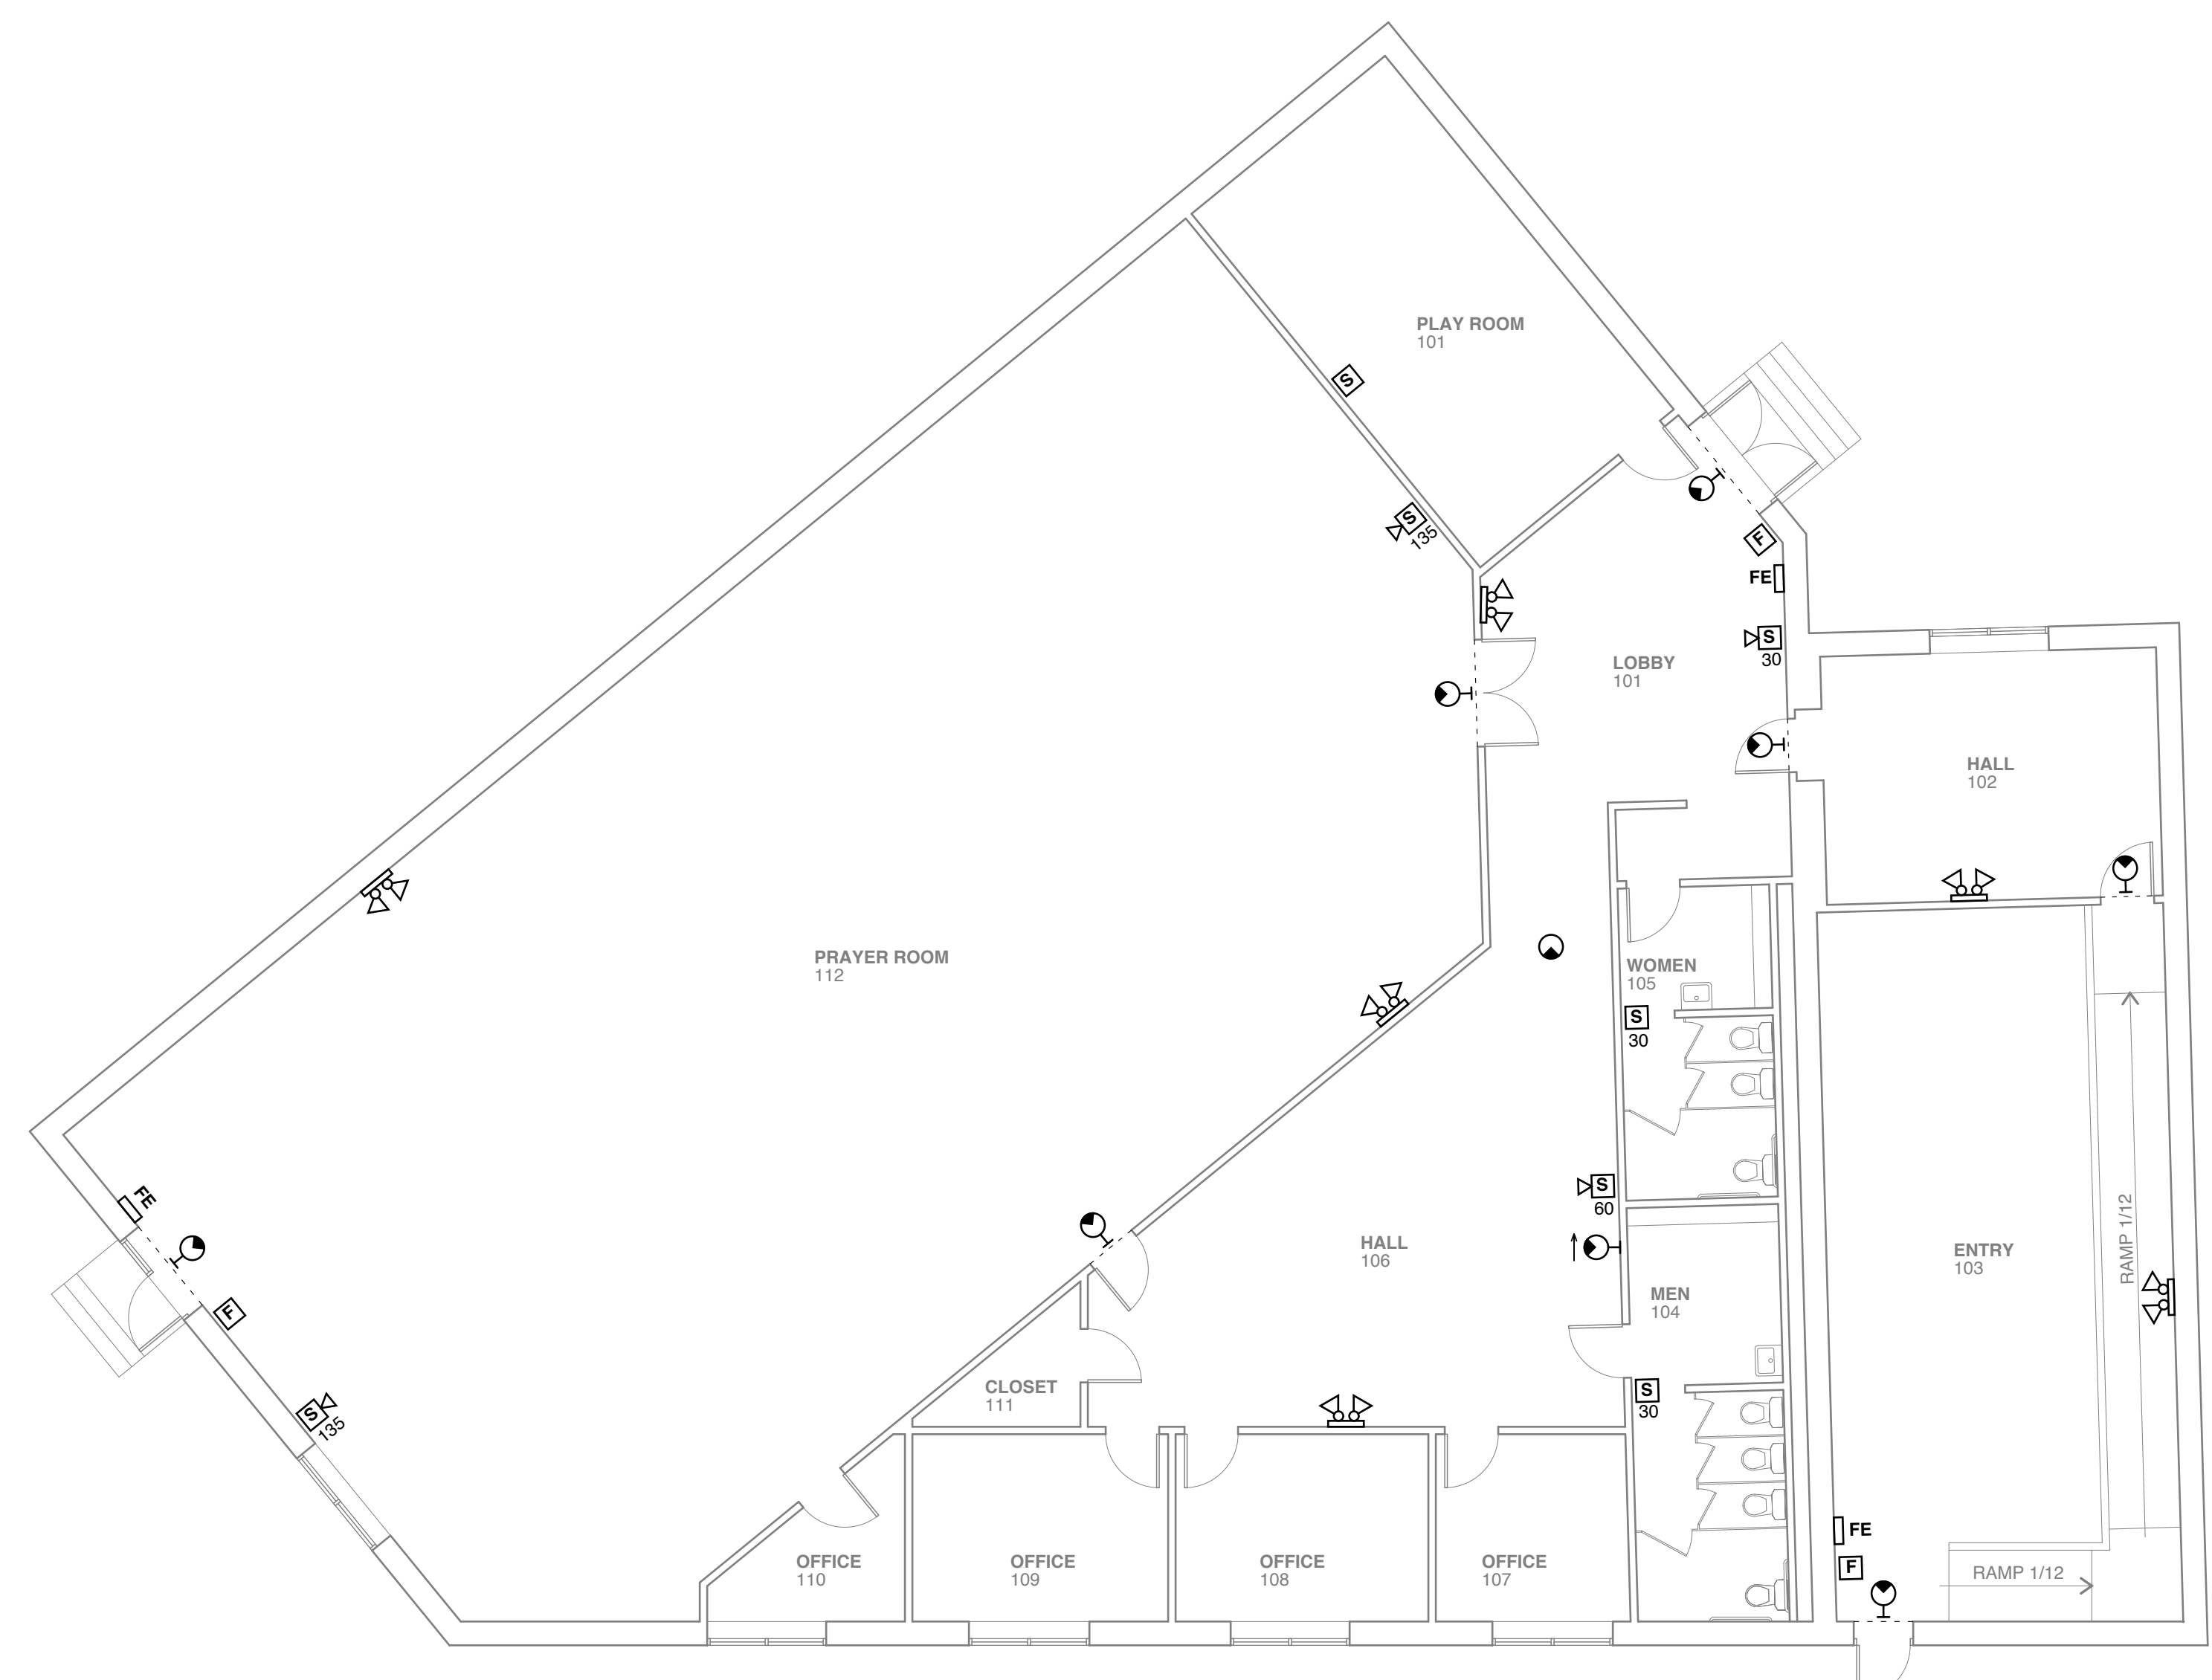 PLAY ROOM
101
S
S
135
F
FE
S
30
LOBBY
101
HALL
102
PRAYER ROOM
112
WOMEN
105
S
30
FE
F
S
60
HALL
106
MEN
104
ENTRY
103
RAMP 1/12
S
135
CLOSET
111
S
30
FE
F
OFFICE
110
OFFICE
109
OFFICE
108
OFFICE
107
RAMP 1/12